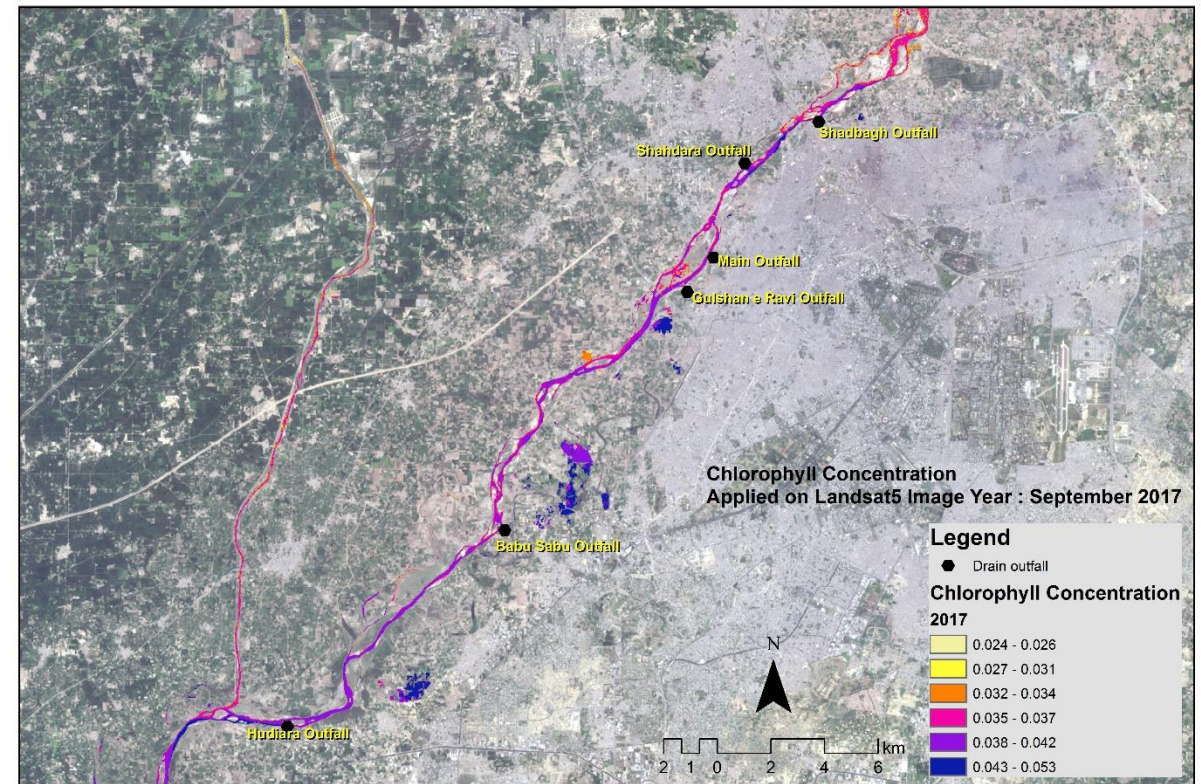 Shadbagh Outfall
Shahdara Outfall
Main Outfall
Gulshan e Ravi Outfall
Babu Sabu Outfall
Hudiara Outfall
Chlorophyll Concentration
Applied on Landsat5 Image Year : September 2017
Legend
Drain outfall
Chlorophyll Concentration
2017
0.024 - 0.026
0.027 - 0.031
0.032 - 0.034
0.035 - 0.037
0.038 - 0.042
0.043 - 0.053
N
km
2 1 0 2 4 6